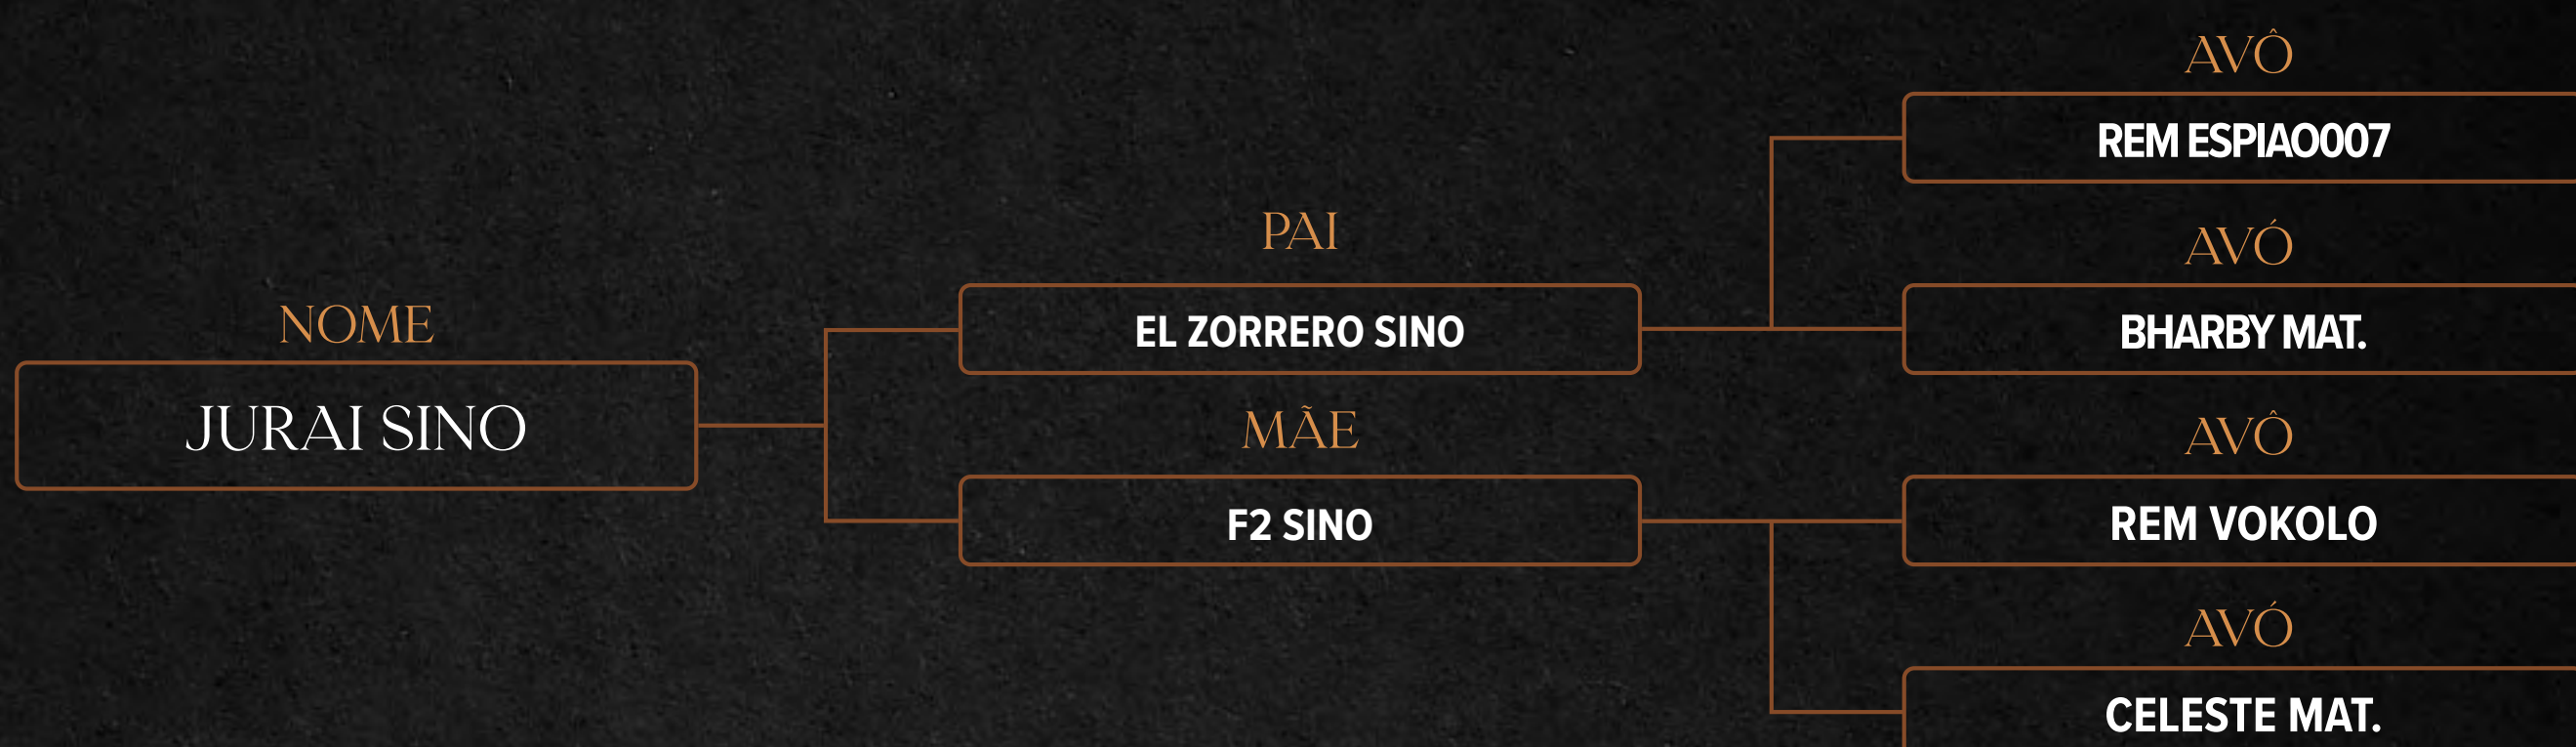 NOME
JURAI SINO
PAI
EL ZORRERO SINO
MÃE
F2 SINO
AVÔ
REM ESPIAO007
AVÓ
BHARBY MAT.
AVÔ
REM VOKOLO
AVÓ
CELESTE MAT.